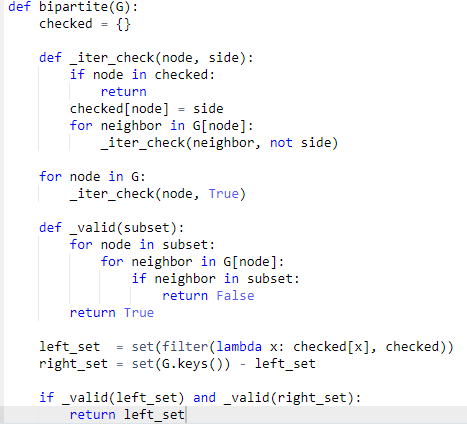 def bipartite(G):
    checked = {}

    def _iter_check(node, side):
        if node in checked:
            return
        checked[node] = side
        for neighbor in G[node]:
            _iter_check(neighbor, not side)

    for node in G:
        _iter_check(node, True)

    def _valid(subset):
        for node in subset:
            for neighbor in G[node]:
                if neighbor in subset:
                    return False
        return True

    left_set  = set(filter(lambda x: checked[x], checked))
    right_set = set(G.keys()) - left_set

    if _valid(left_set) and _valid(right_set):
        return left_set